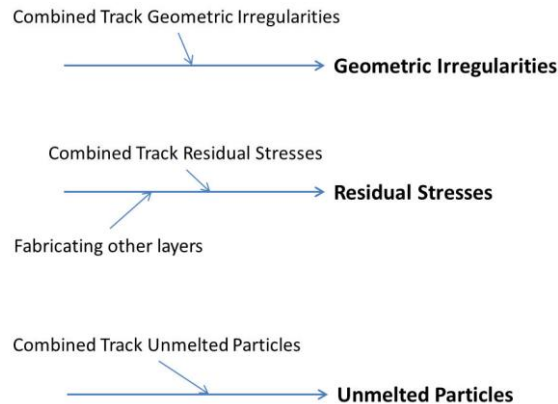 Combined Track Geometric Irregularities
Geometric Irregularities
Combined Track Residual Stresses
Residual Stresses
Fabricating other layers
Combined Track Unmelted Particles
Unmelted Particles